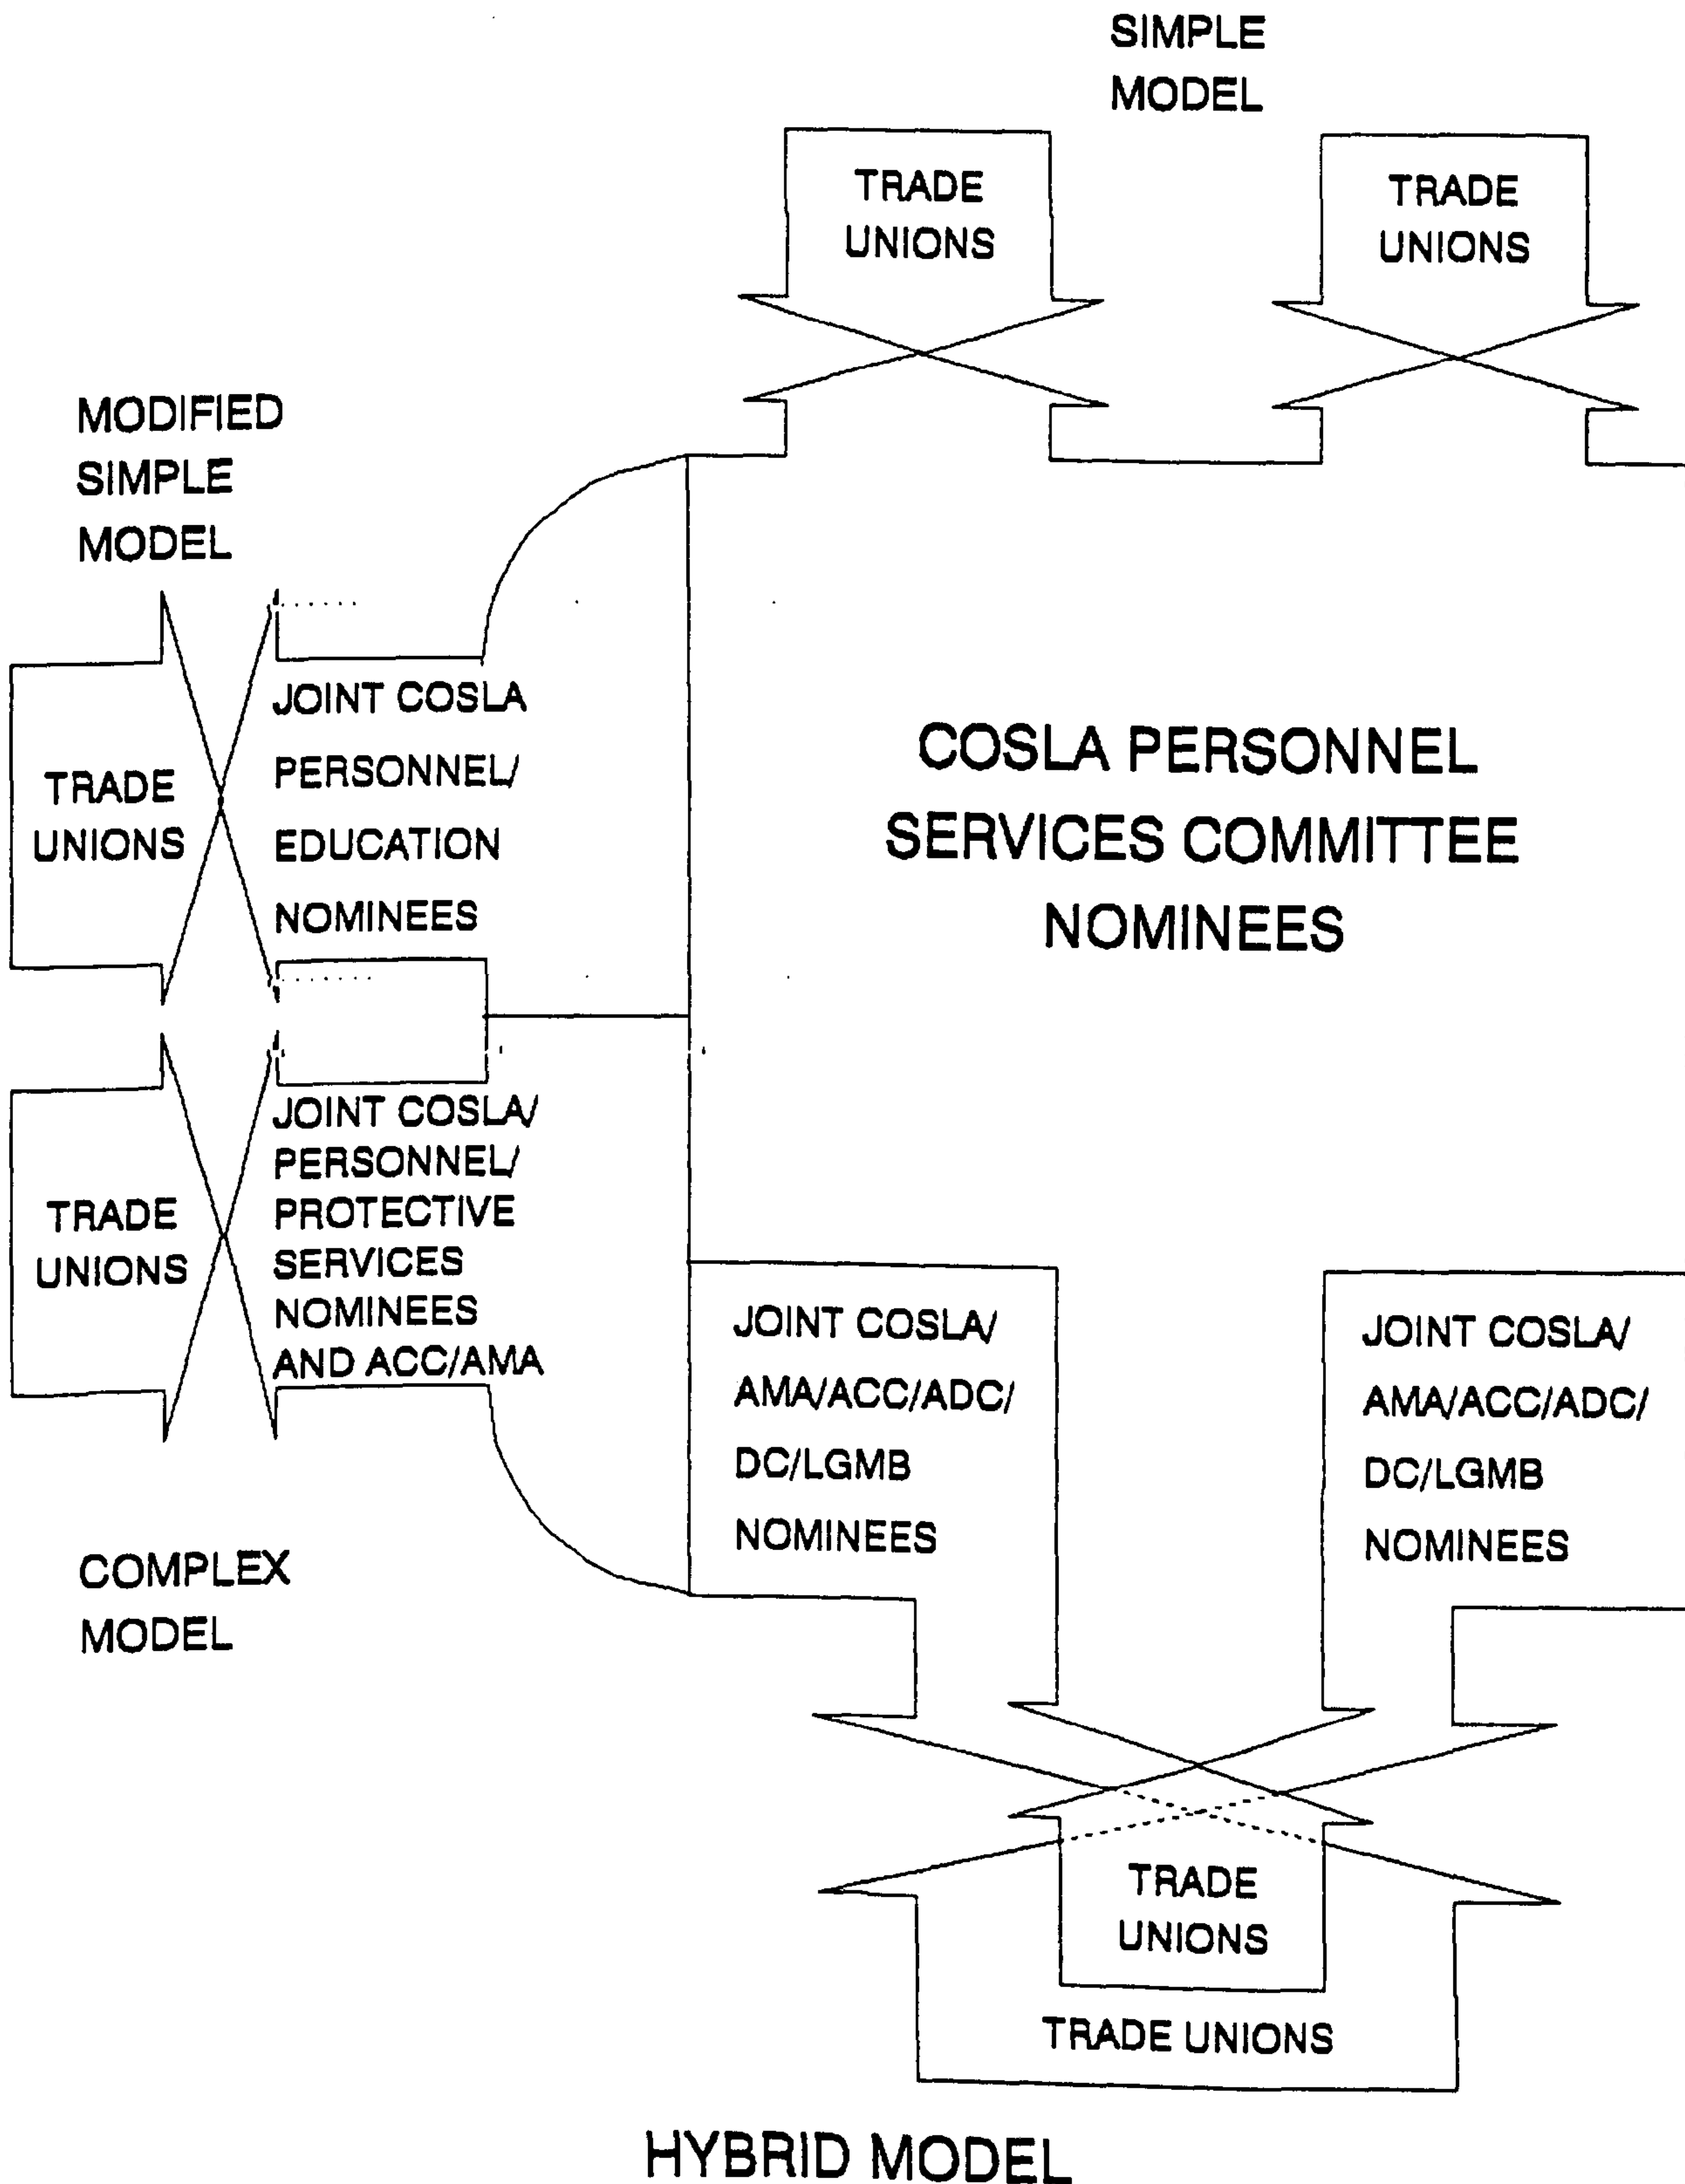 SIMPLE
MODEL
TRADE
UNIONS
TRADE
UNIONS
MODIFIED
SIMPLE
MODEL
TRADE
UNIONS
JOINT COSLA
PERSONNEL/
EDUCATION
NOMINEES
COSLA PERSONNEL
SERVICES COMMITTEE
NOMINEES
TRADE
UNIONS
JOINT COSLA/
PERSONNEL/
PROTECTIVE
SERVICES
NOMINEES
AND ACC/AMA
COMPLEX
MODEL
JOINT COSLA/
AMA/ACC/ADC/
DC/LGMB
NOMINEES
JOINT COSLA/
AMA/ACC/ADC/
DC/LGMB
NOMINEES
TRADE
UNIONS
TRADE UNIONS
HYBRID MODEL